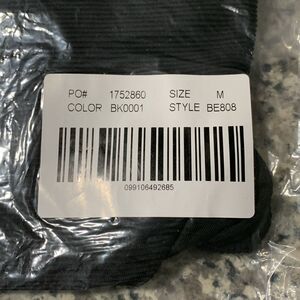 PO# 1752860 SIZE M
COLOR BK0001 STYLE BE808
099106492685